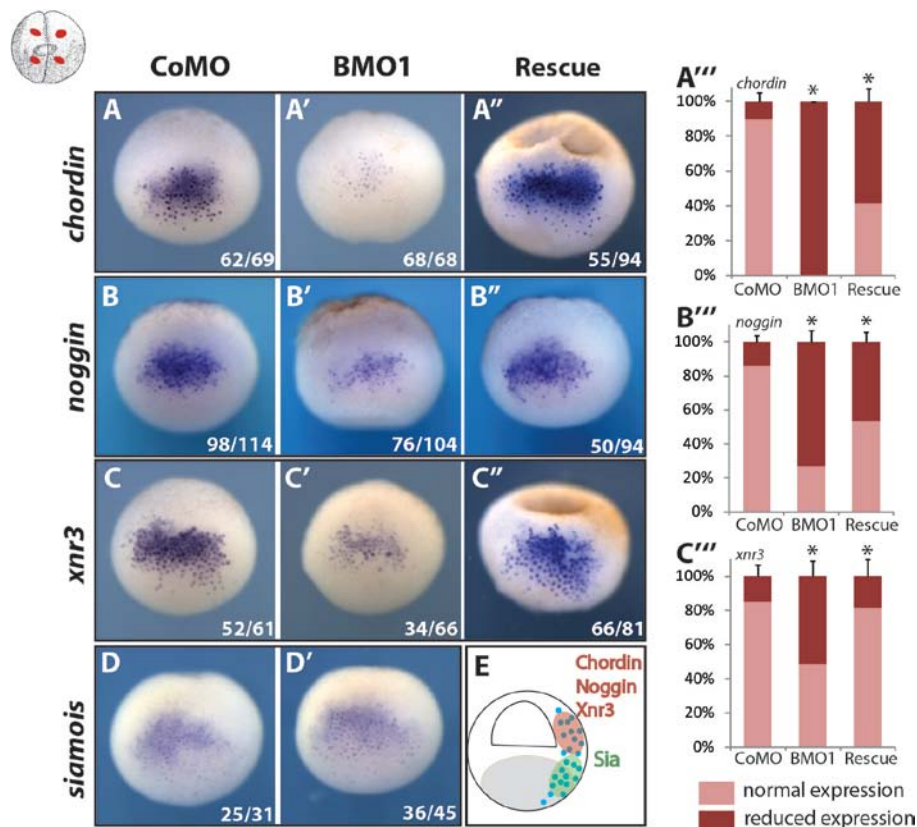 CoMO BMO1 Rescue
chordin
A A' A"
62/69 68/68 55/94
noggin
B B' B"
98/114 76/104 50/94
xnr3
C C' C"
52/61 34/66 66/81
siamois
D D' E
25/31 36/45
Chordin
Noggin
Xnr3
Sia
A''' chordin * *
100%
80%
60%
40%
20%
0%
CoMO BMO1 Rescue
B''' noggin * *
100%
80%
60%
40%
20%
0%
CoMO BMO1 Rescue
C''' xnr3 * *
100%
80%
60%
40%
20%
0%
CoMO BMO1 Rescue
normal expression
reduced expression